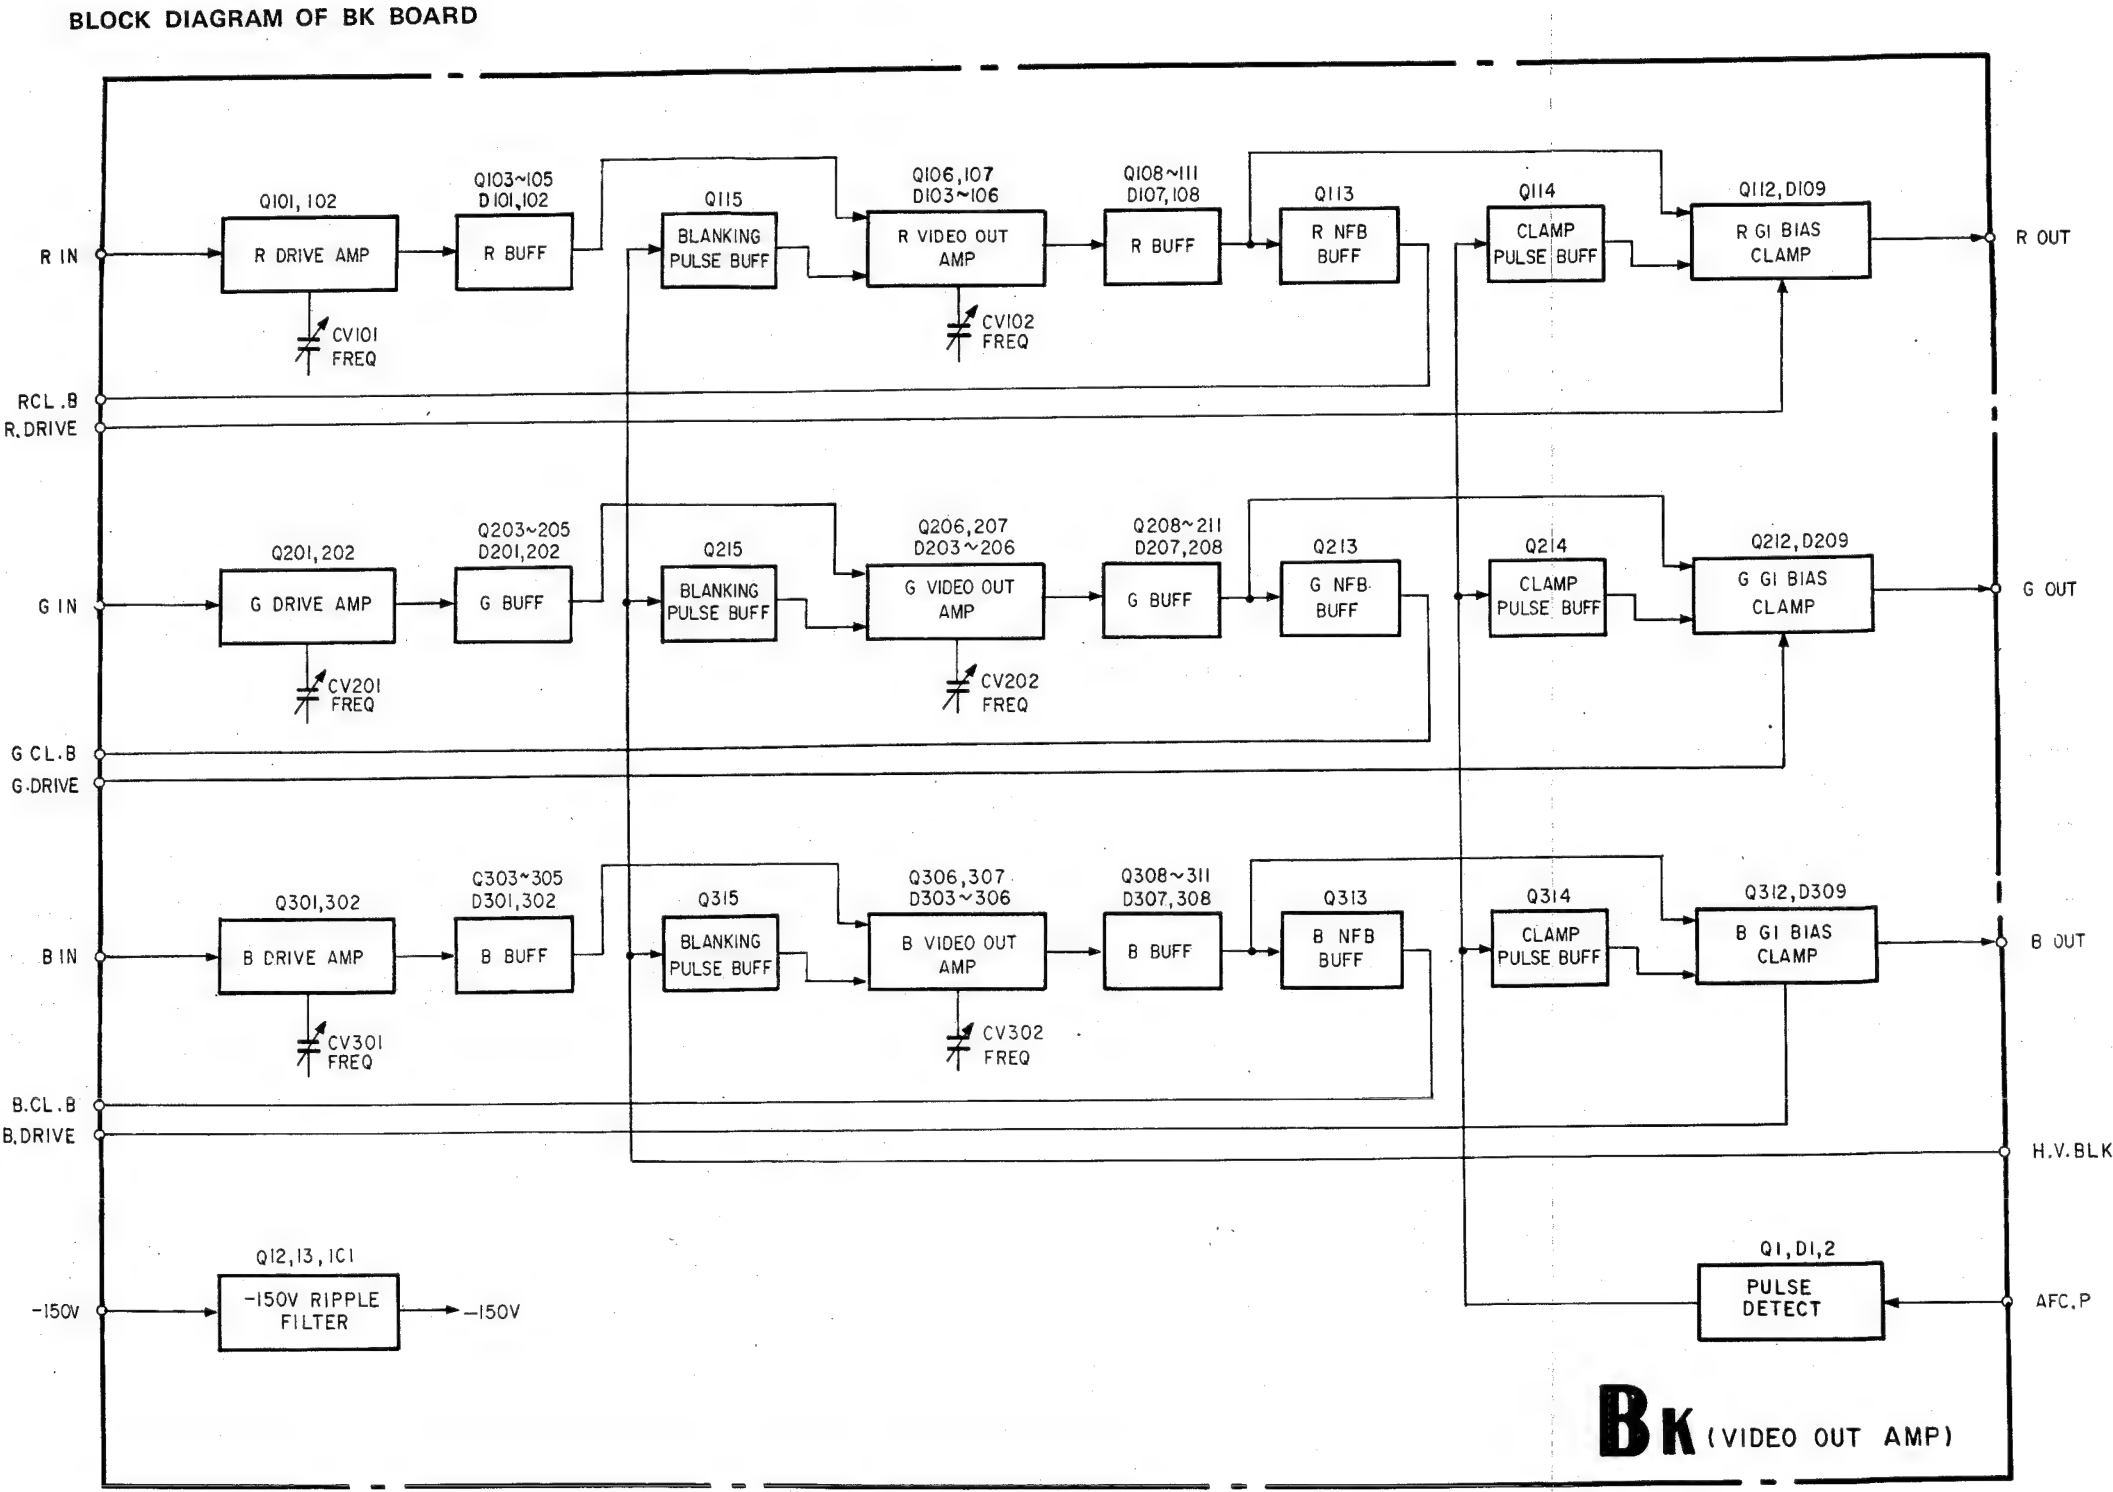 BLOCK DIAGRAM OF BK BOARD
Q101,102
Q103~105
D101,102
Q115
Q106,107
D103~106
Q108~111
D107,108
Q113
Q114
Q112,D109
R IN
R DRIVE AMP
R BUFF
BLANKING
PULSE BUFF
R VIDEO OUT
AMP
R BUFF
R NFB
BUFF
CLAMP
PULSE BUFF
R G1 BIAS
CLAMP
R OUT
CV101
FREQ
CV102
FREQ
RCL.B
R.DRIVE
Q201,202
Q203~205
D201,202
Q215
Q206,207
D203~206
Q208~211
D207,208
Q213
Q214
Q212,D209
G IN
G DRIVE AMP
G BUFF
BLANKING
PULSE BUFF
G VIDEO OUT
AMP
G BUFF
G NFB
BUFF
CLAMP
PULSE BUFF
G G1 BIAS
CLAMP
G OUT
CV201
FREQ
CV202
FREQ
G CL.B
G.DRIVE
Q301,302
Q303~305
D301,302
Q315
Q306,307
D303~306
Q308~311
D307,308
Q313
Q314
Q312,D309
B IN
B DRIVE AMP
B BUFF
BLANKING
PULSE BUFF
B VIDEO OUT
AMP
B BUFF
B NFB
BUFF
CLAMP
PULSE BUFF
B G1 BIAS
CLAMP
B OUT
CV301
FREQ
CV302
FREQ
B.CL.B
B.DRIVE
H.V.BLK
Q12,13,IC1
Q1,D1,2
-150V
-150V RIPPLE
FILTER
-150V
PULSE
DETECT
AFC.P
BK (VIDEO OUT AMP)